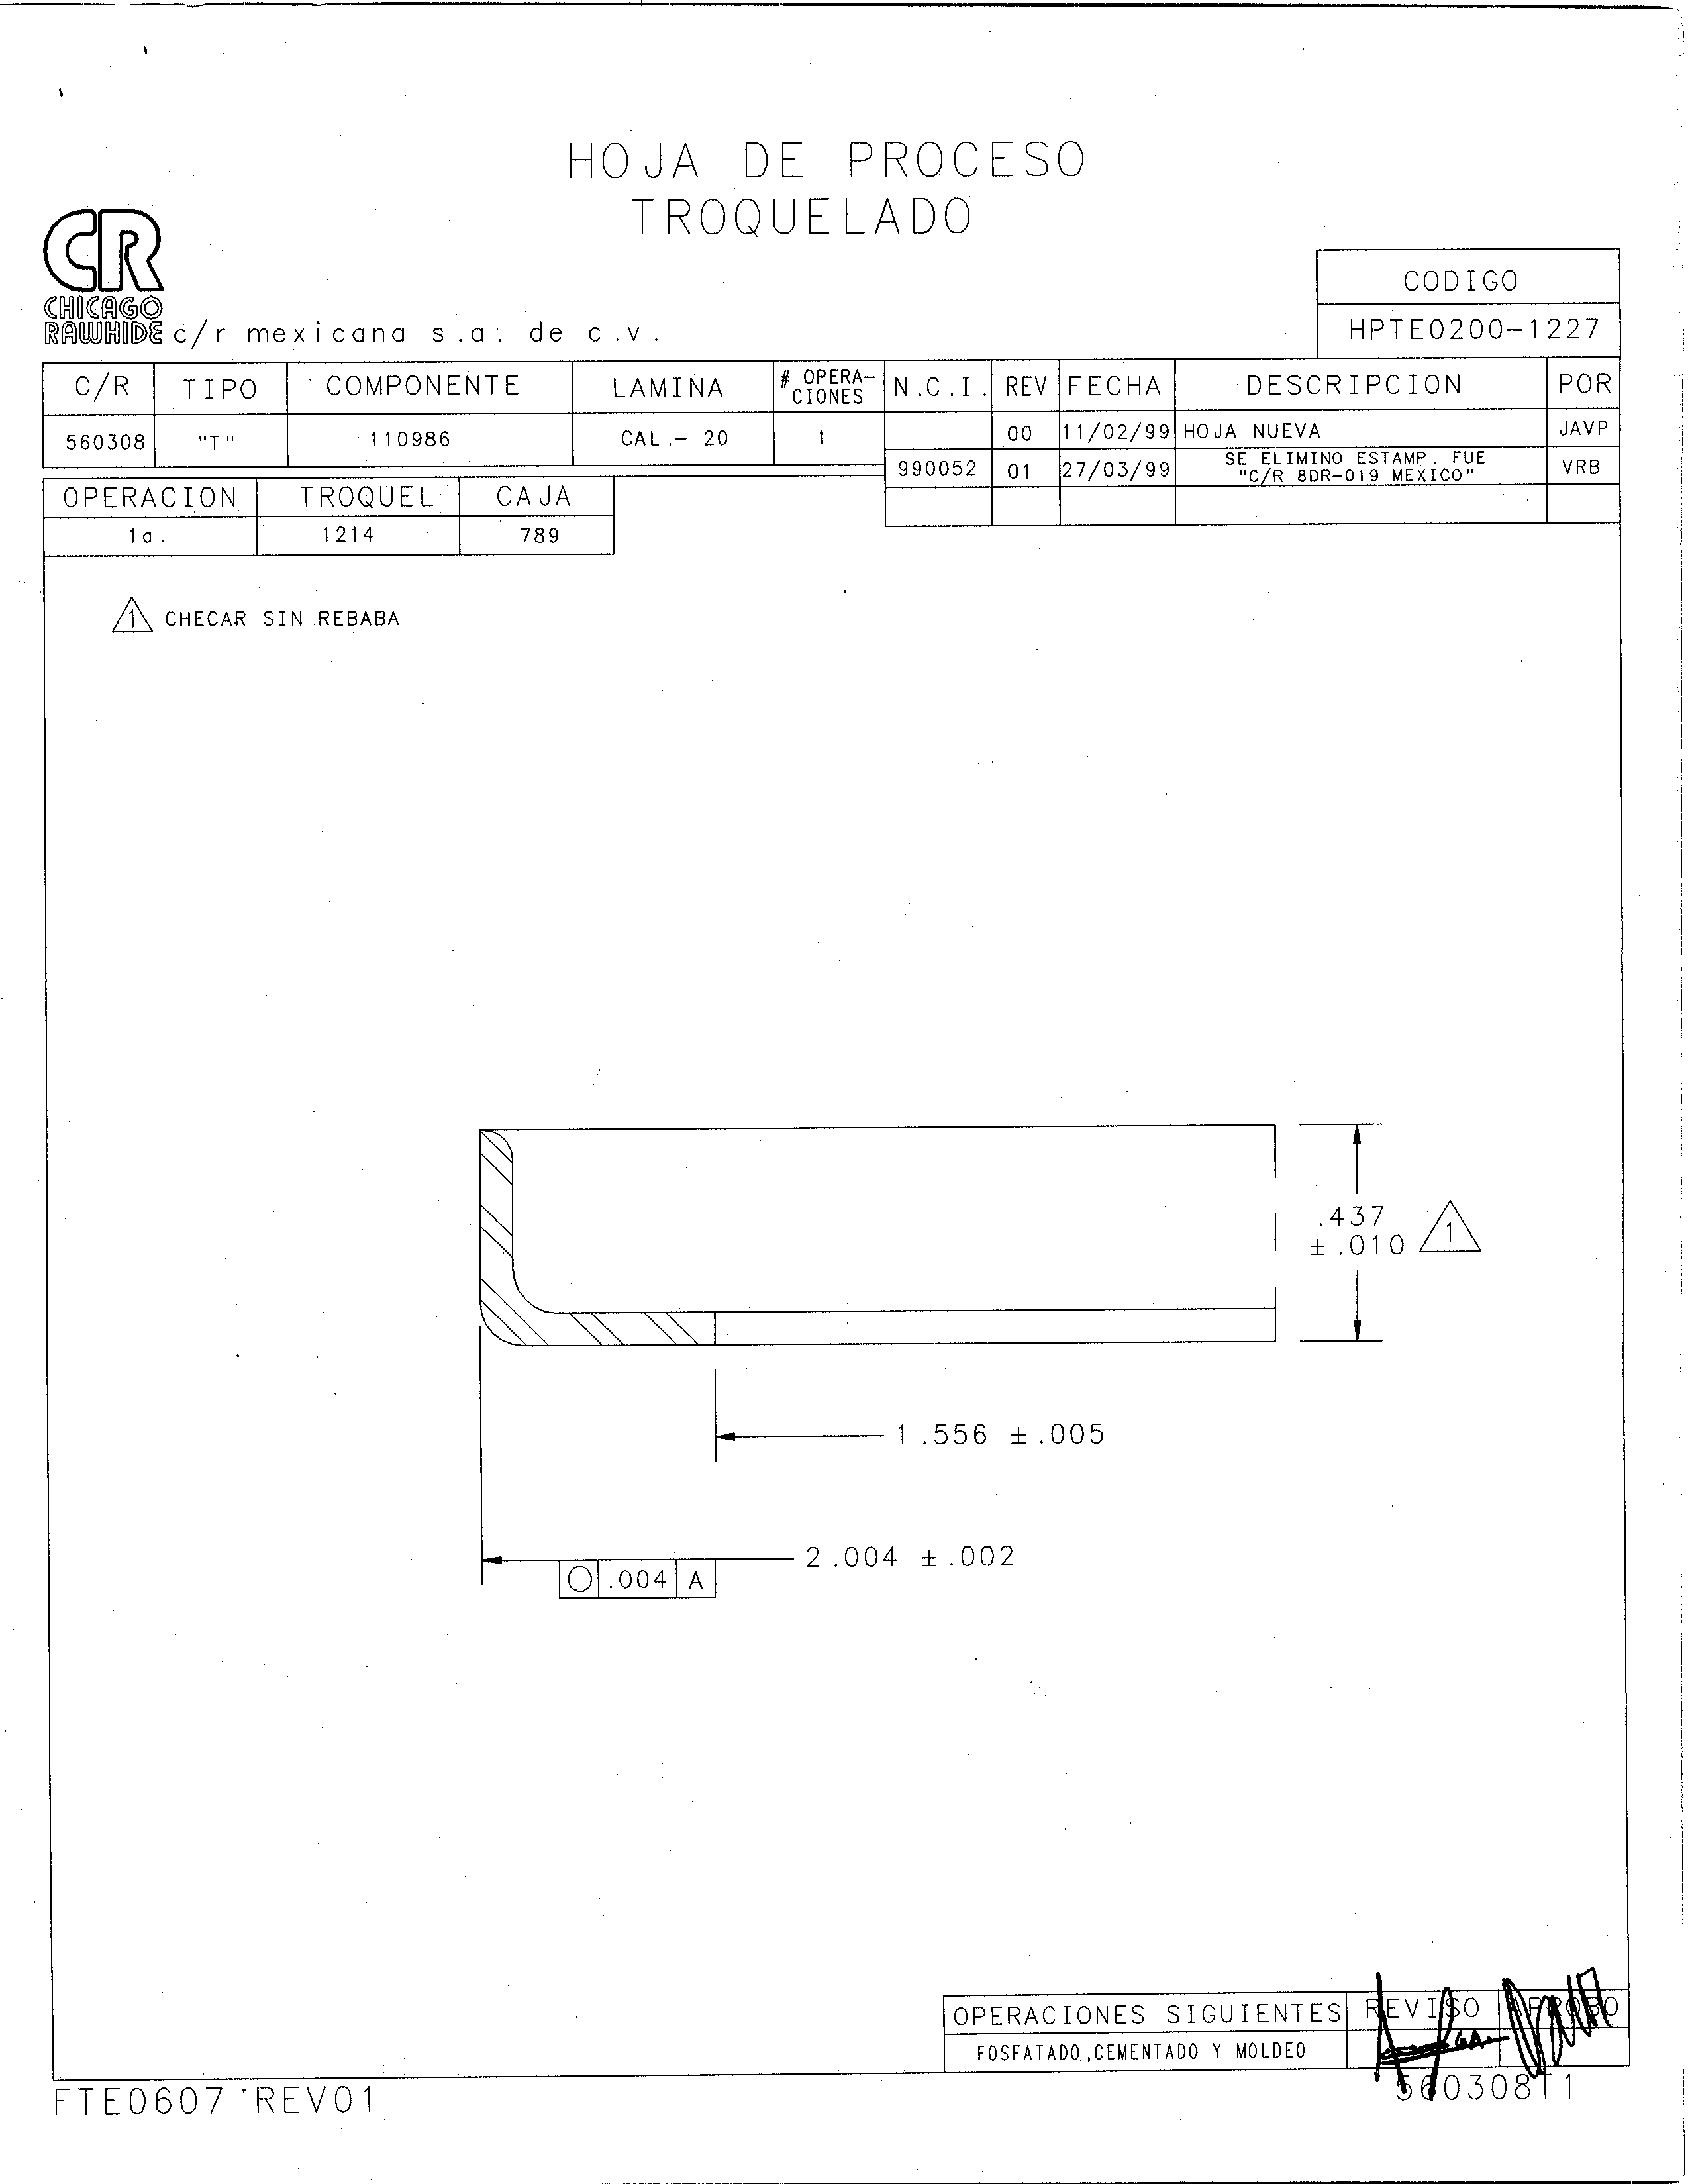 HOJA DE PROCESO
TROQUELADO
CR
CHICAGO
RAWHIDE c/r mexicana s.a. de c.v.
CODIGO
HPTE0200-1227
C/R TIPO COMPONENTE LAMINA # OPERA-CIONES N.C.I. REV FECHA DESCRIPCION POR
560308 "T" 110986 CAL.- 20 1 00 11/02/99 HOJA NUEVA JAVP
990052 01 27/03/99 SE ELIMINO ESTAMP. FUE "C/R 8DR-019 MEXICO" VRB
OPERACION TROQUEL CAJA
1a. 1214 789
1 CHECAR SIN REBABA
.437
±.010 1
1.556 ±.005
2.004 ±.002
○ .004 A
OPERACIONES SIGUIENTES REVISO APROBO
FOSFATADO,CEMENTADO Y MOLDEO
FTE0607 REV01
560308T1